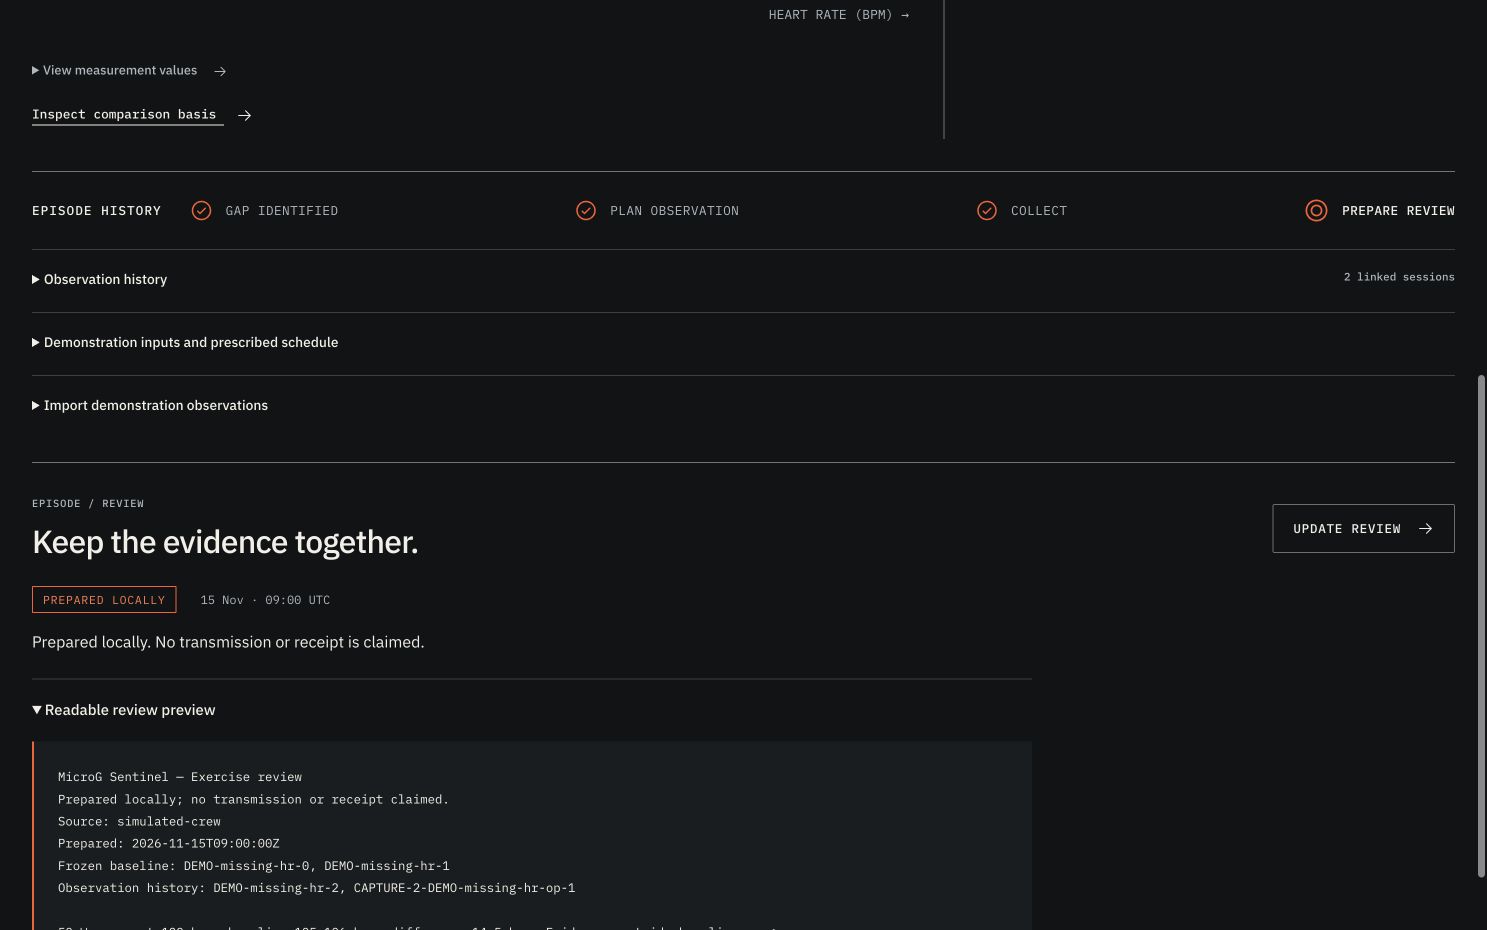 HEART RATE (BPM) →
View measurement values →
Inspect comparison basis →
EPISODE HISTORY GAP IDENTIFIED PLAN OBSERVATION COLLECT PREPARE REVIEW
Observation history 2 linked sessions
Demonstration inputs and prescribed schedule
Import demonstration observations
EPISODE / REVIEW
Keep the evidence together.
UPDATE REVIEW →
PREPARED LOCALLY 15 Nov · 09:00 UTC
Prepared locally. No transmission or receipt is claimed.
Readable review preview
MicroG Sentinel — Exercise review
Prepared locally; no transmission or receipt claimed.
Source: simulated-crew
Prepared: 2026-11-15T09:00:00Z
Frozen baseline: DEMO-missing-hr-0, DEMO-missing-hr-1
Observation history: DEMO-missing-hr-2, CAPTURE-2-DEMO-missing-hr-op-1